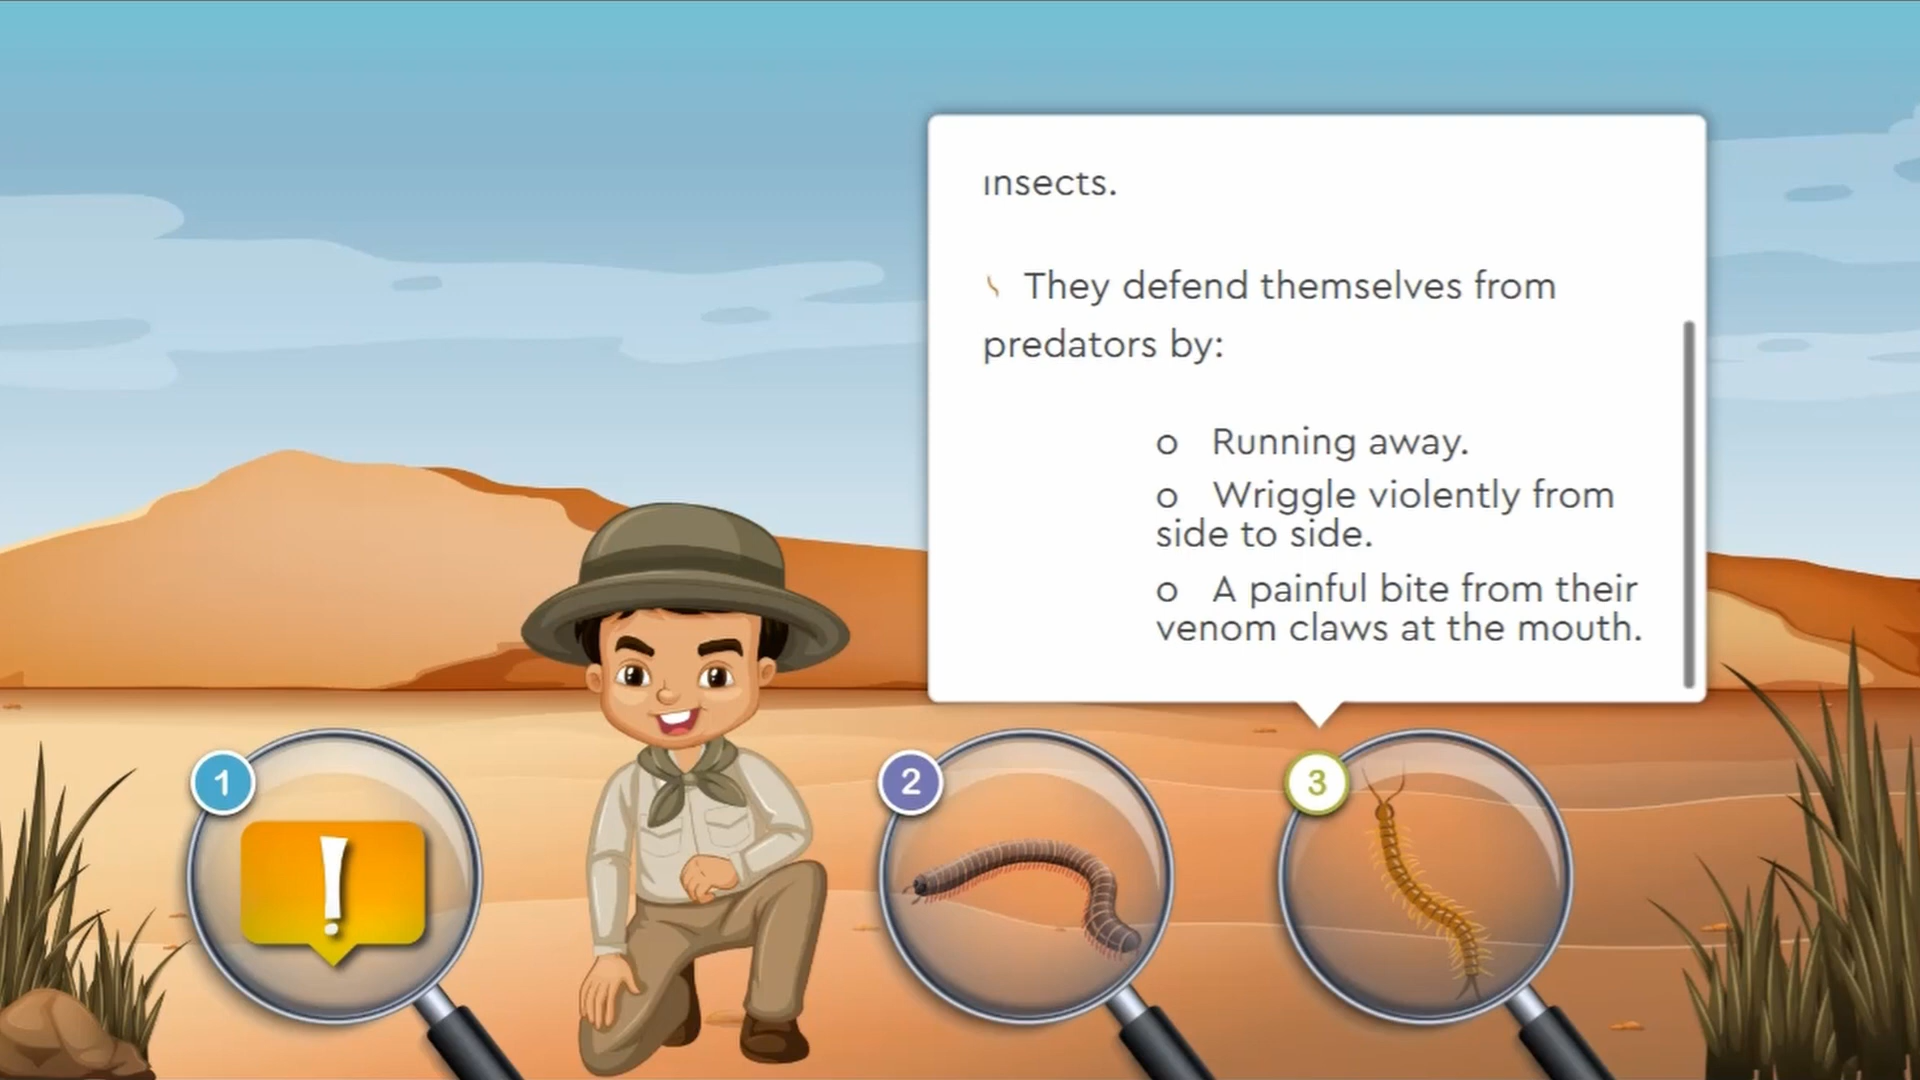 insects.
They defend themselves from
predators by:
o Running away.
o Wriggle violently from
side to side.
o A painful bite from their
venom claws at the mouth.
1
!
2
3